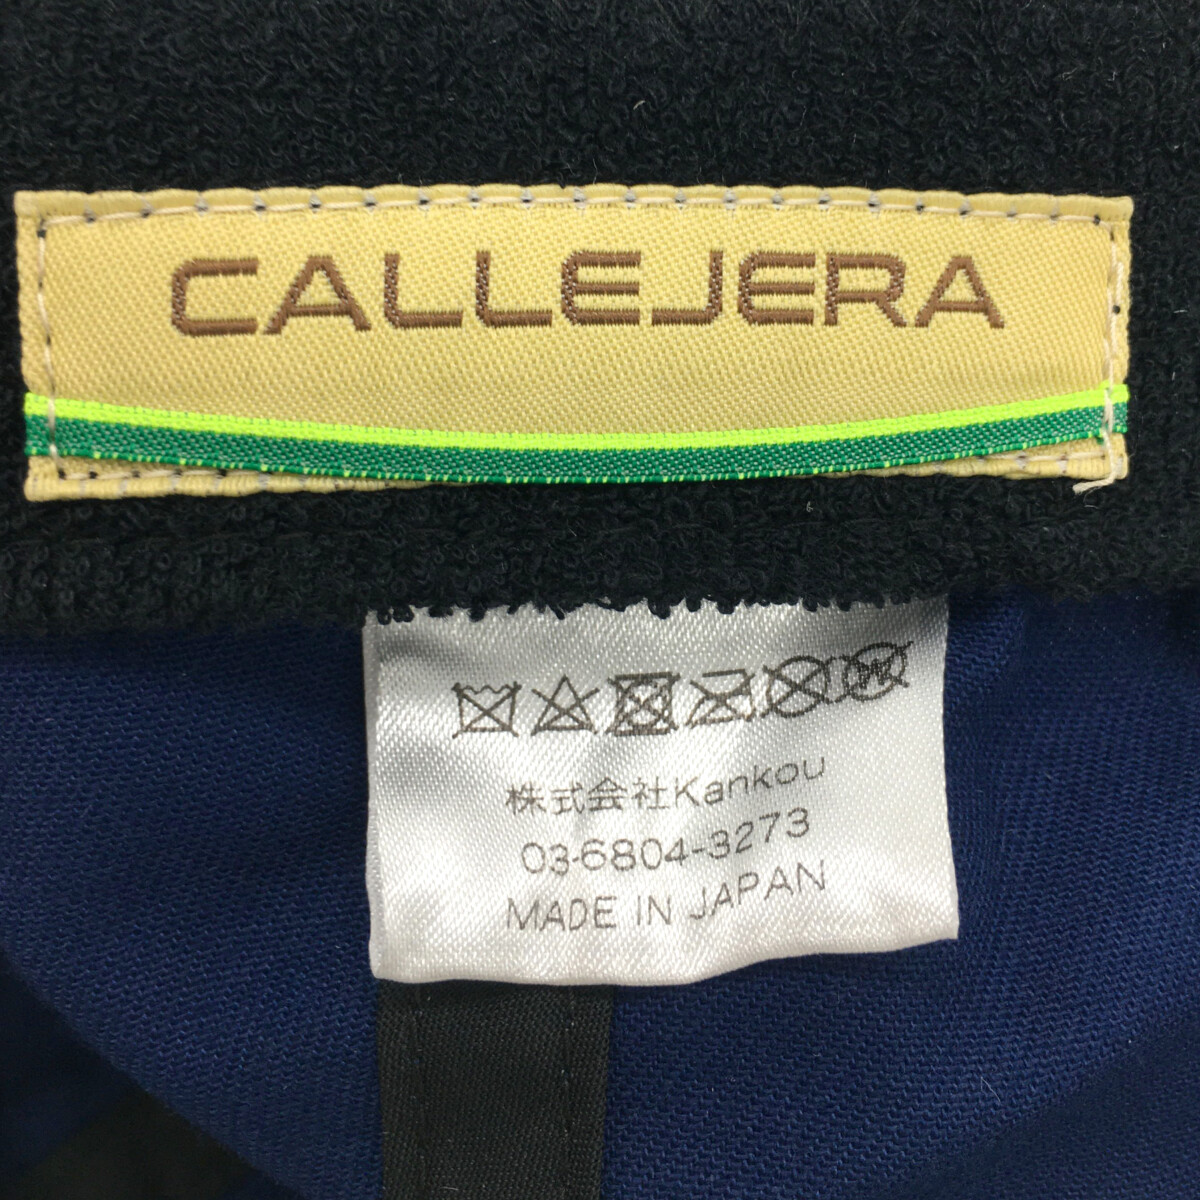 CALLEJERA
株式会社Kankou
03-6804-3273
MADE IN JAPAN